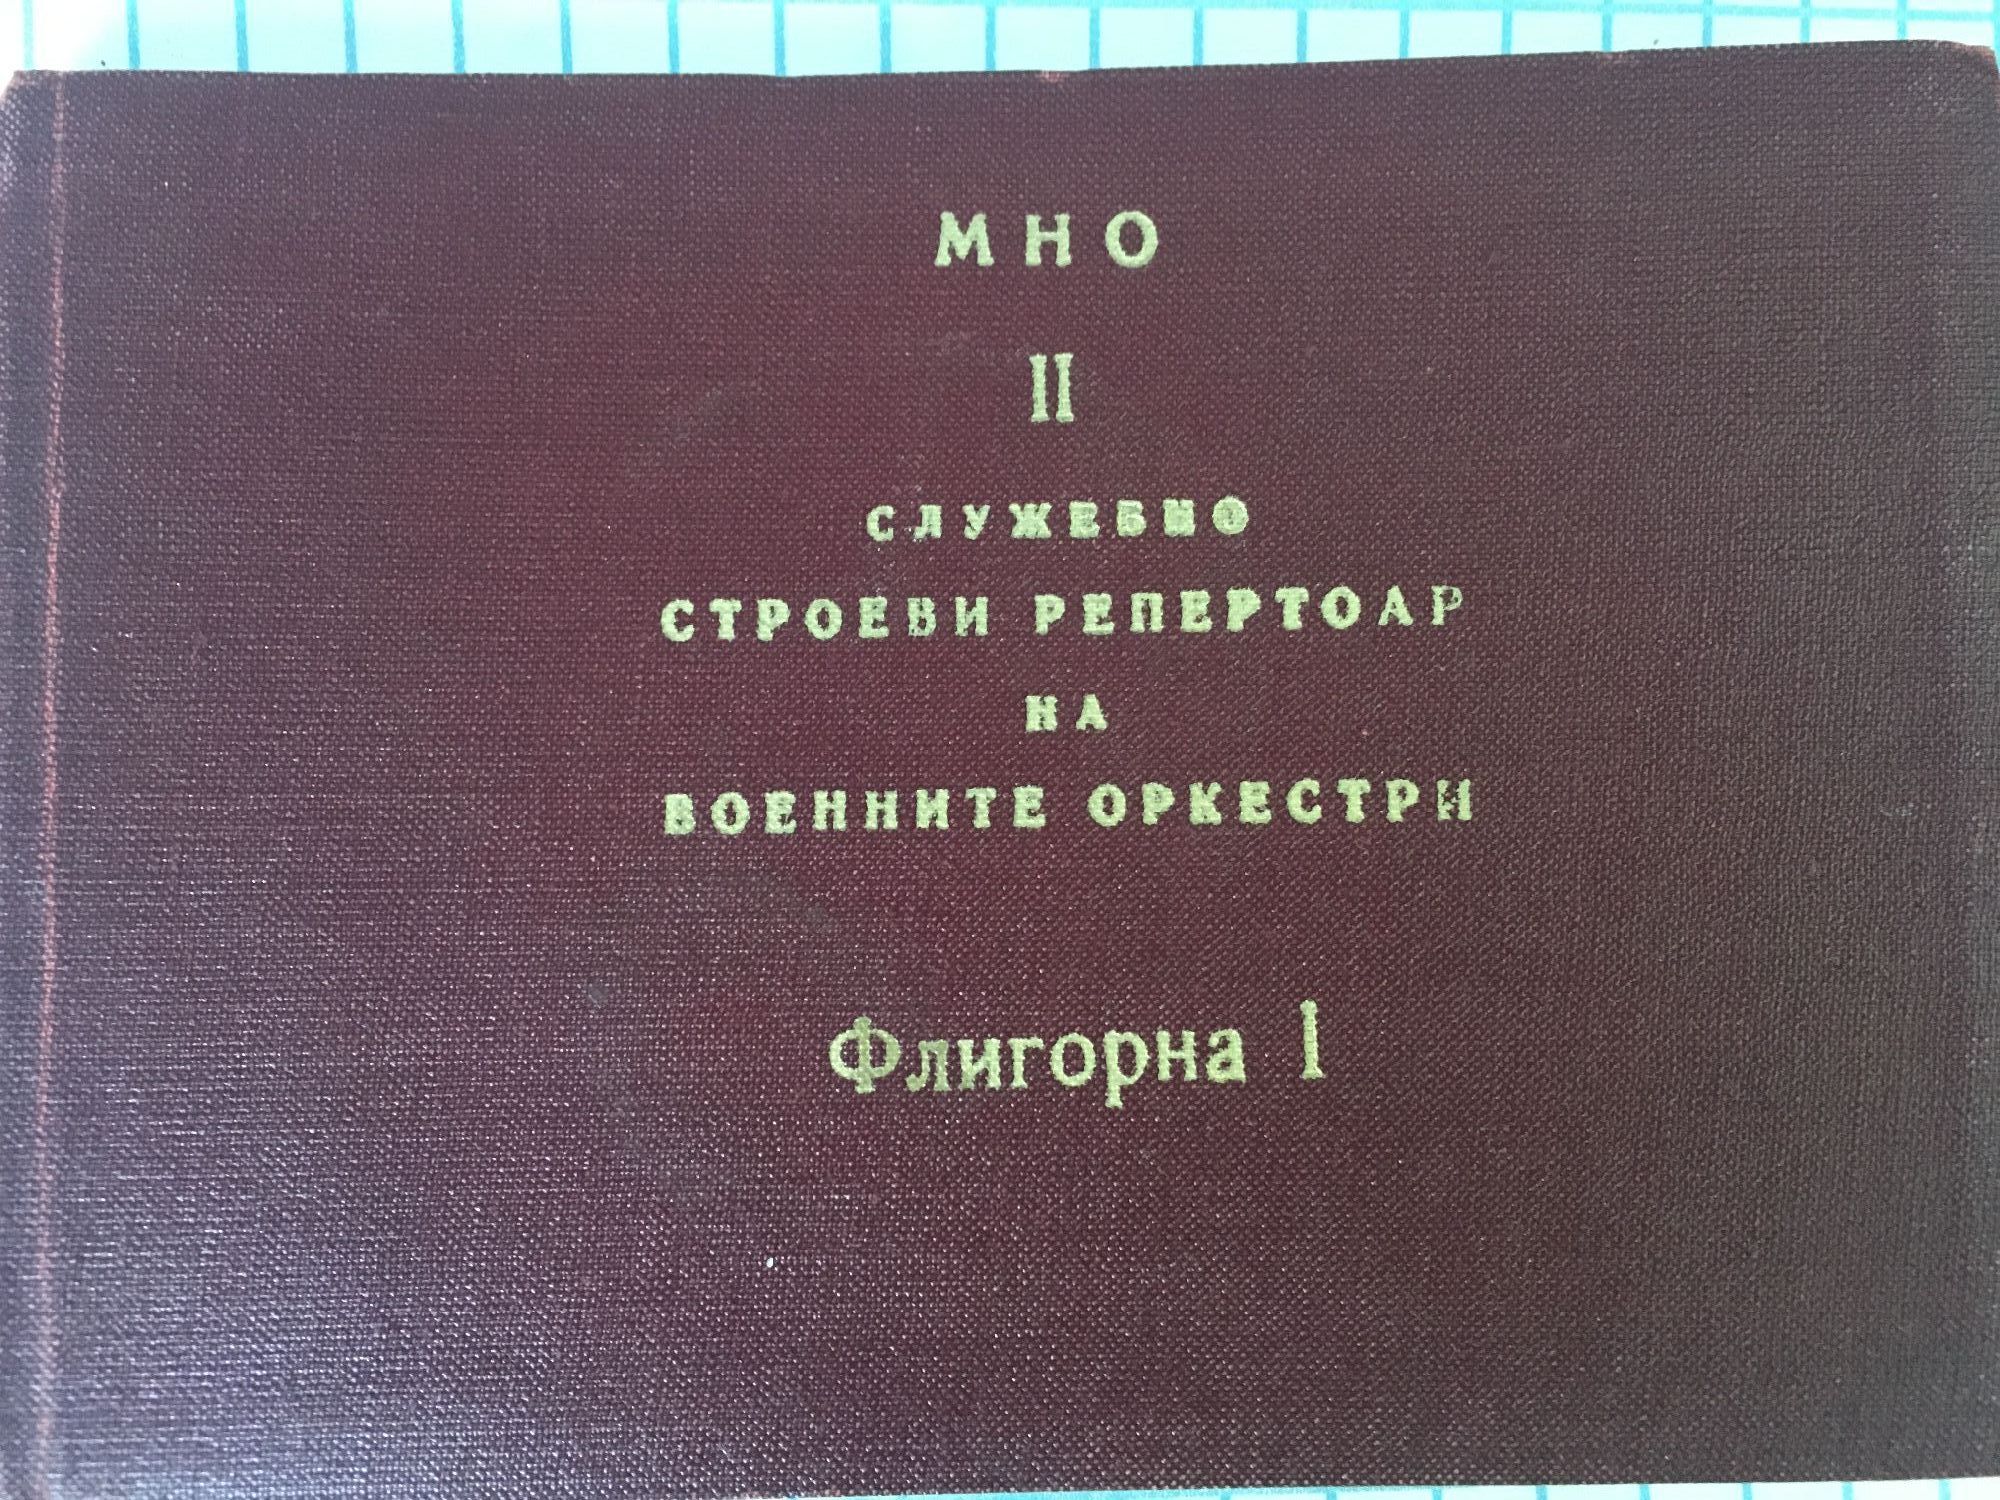 МНО
II
СЛУЖЕБНО
СТРОЕВИ РЕПЕРТОАР
НА
ВОЕННИТЕ ОРКЕСТРИ
Флигорна I